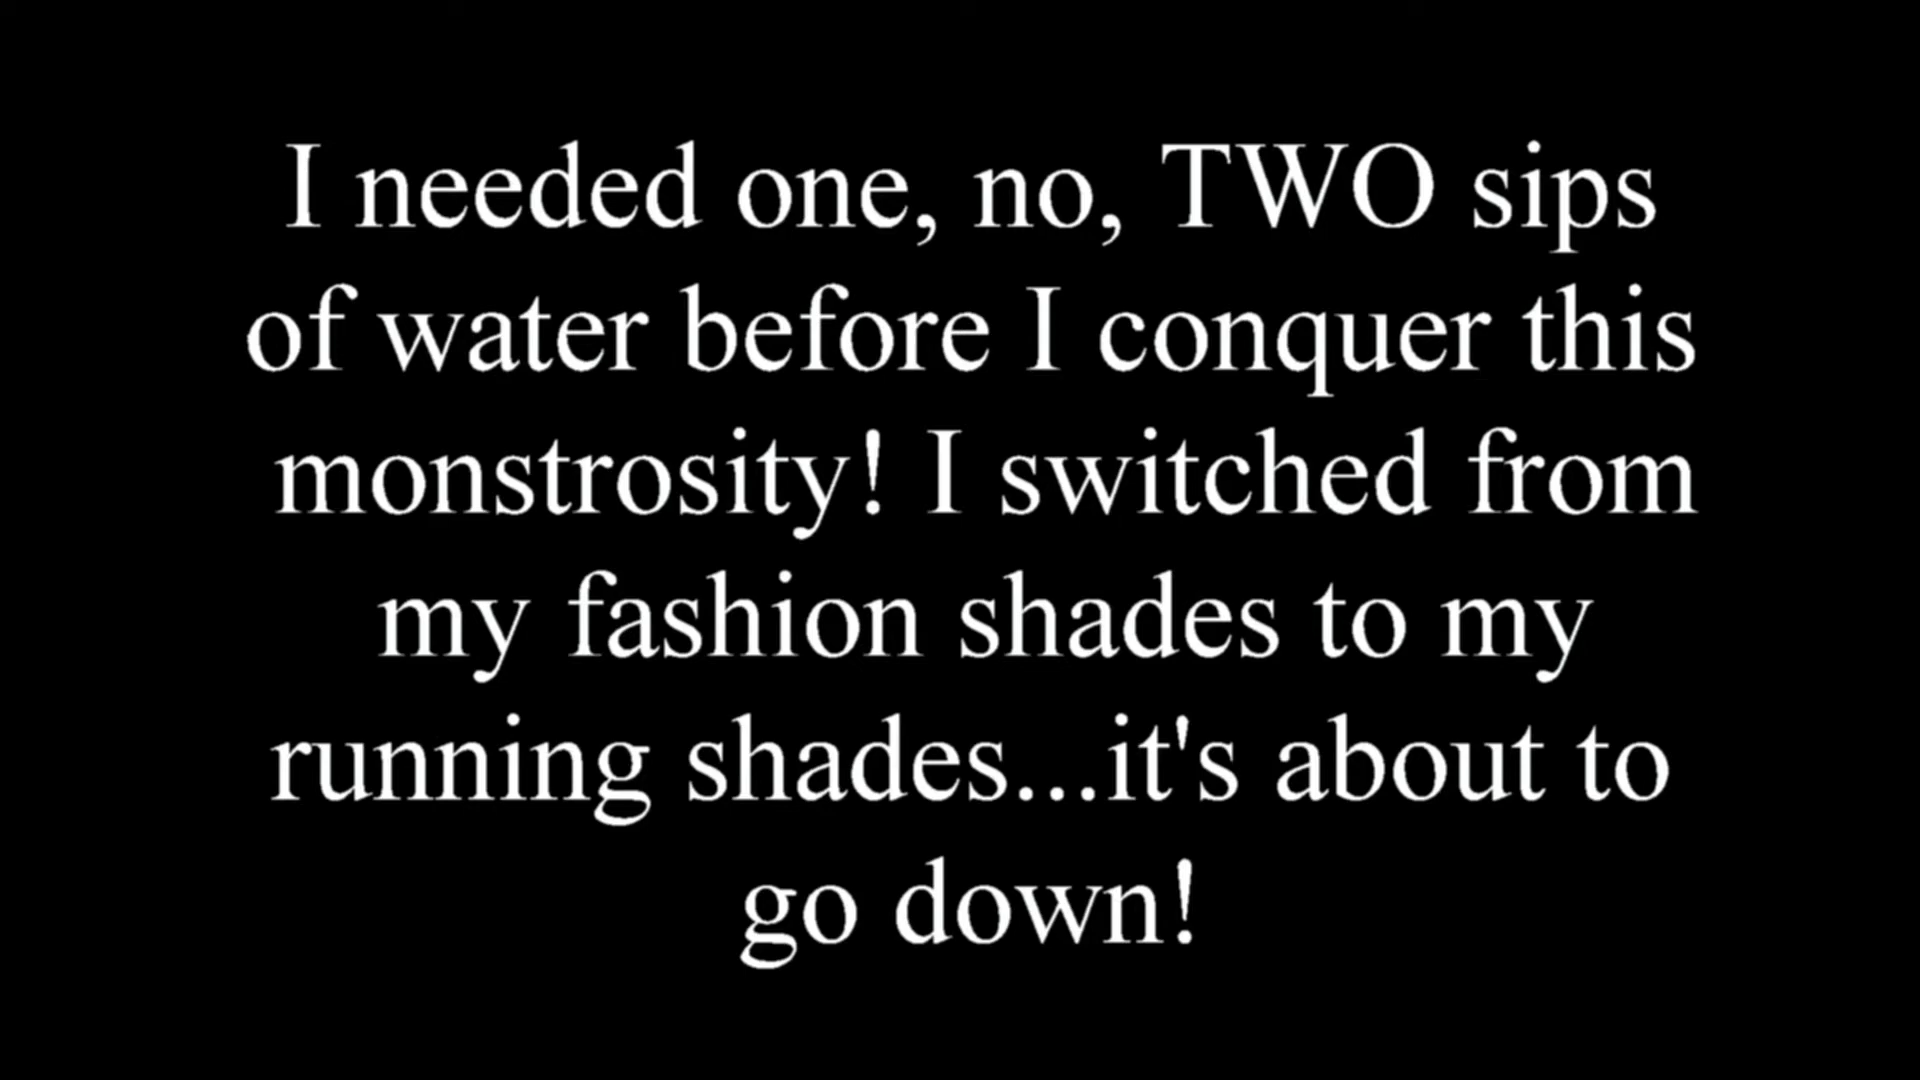 I needed one, no, TWO sips
of water before I conquer this
monstrosity! I switched from
my fashion shades to my
running shades...it's about to
go down!